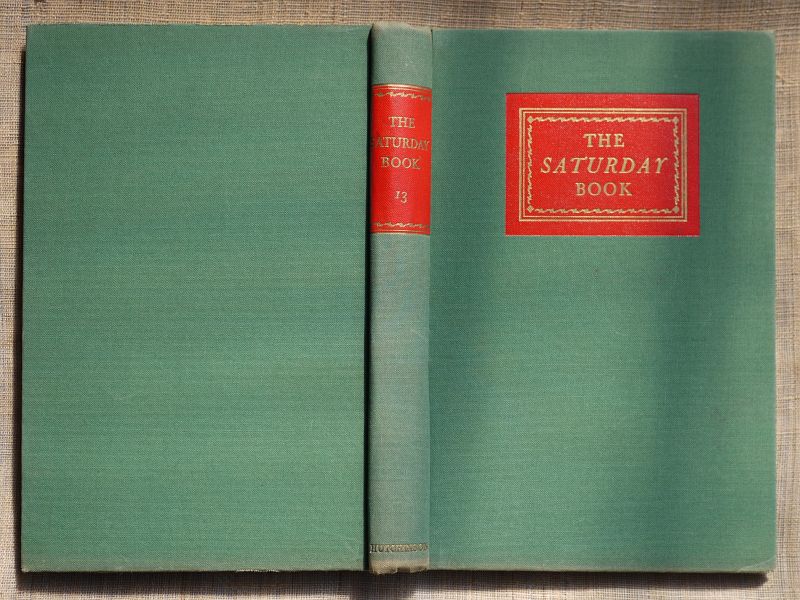 THE
SATURDAY
BOOK
13
HUTCHINSON
THE
SATURDAY
BOOK